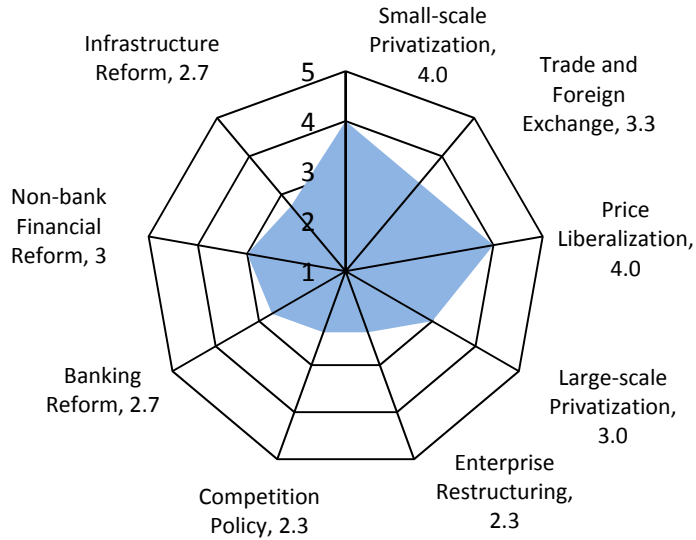 Small-scale
Privatization,
4.0
Trade and
Foreign
Exchange, 3.3
Price
Liberalization,
4.0
Large-scale
Privatization,
3.0
Enterprise
Restructuring,
2.3
Competition
Policy, 2.3
Banking
Reform, 2.7
Non-bank
Financial
Reform, 3
Infrastructure
Reform, 2.7
5
4
3
2
1